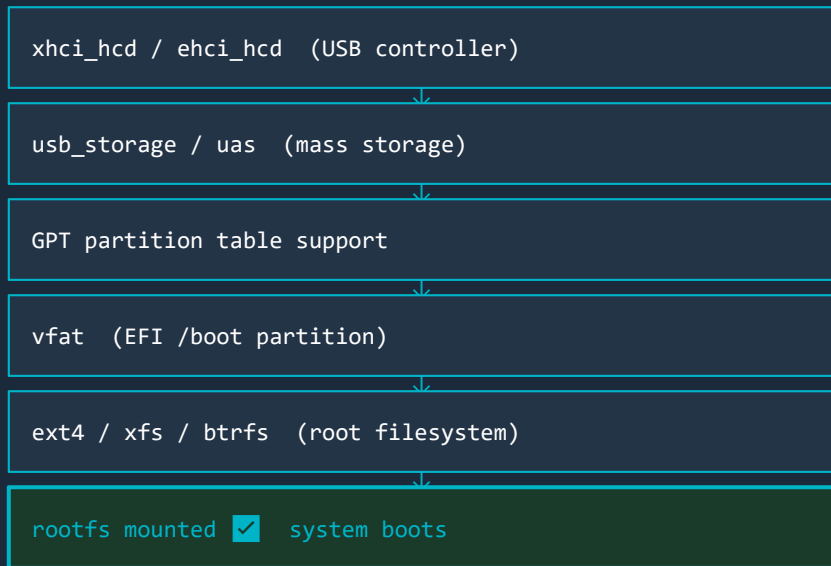 xhci_hcd / ehci_hcd (USB controller)
usb_storage / uas (mass storage)
GPT partition table support
vfat (EFI /boot partition)
ext4 / xfs / btrfs (root filesystem)
rootfs mounted ✅ system boots